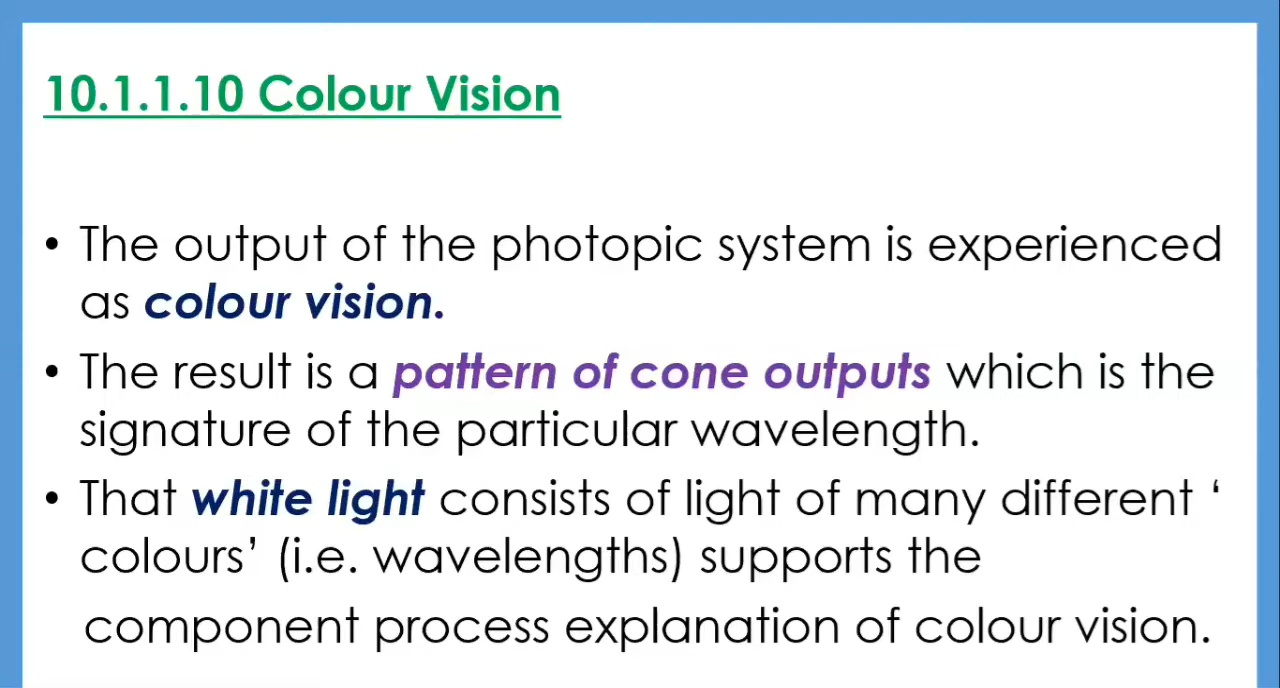 10.1.1.10 Colour Vision
• The output of the photopic system is experienced
as colour vision.
• The result is a pattern of cone outputs which is the
signature of the particular wavelength.
• That white light consists of light of many different ‘
colours’ (i.e. wavelengths) supports the
component process explanation of colour vision.